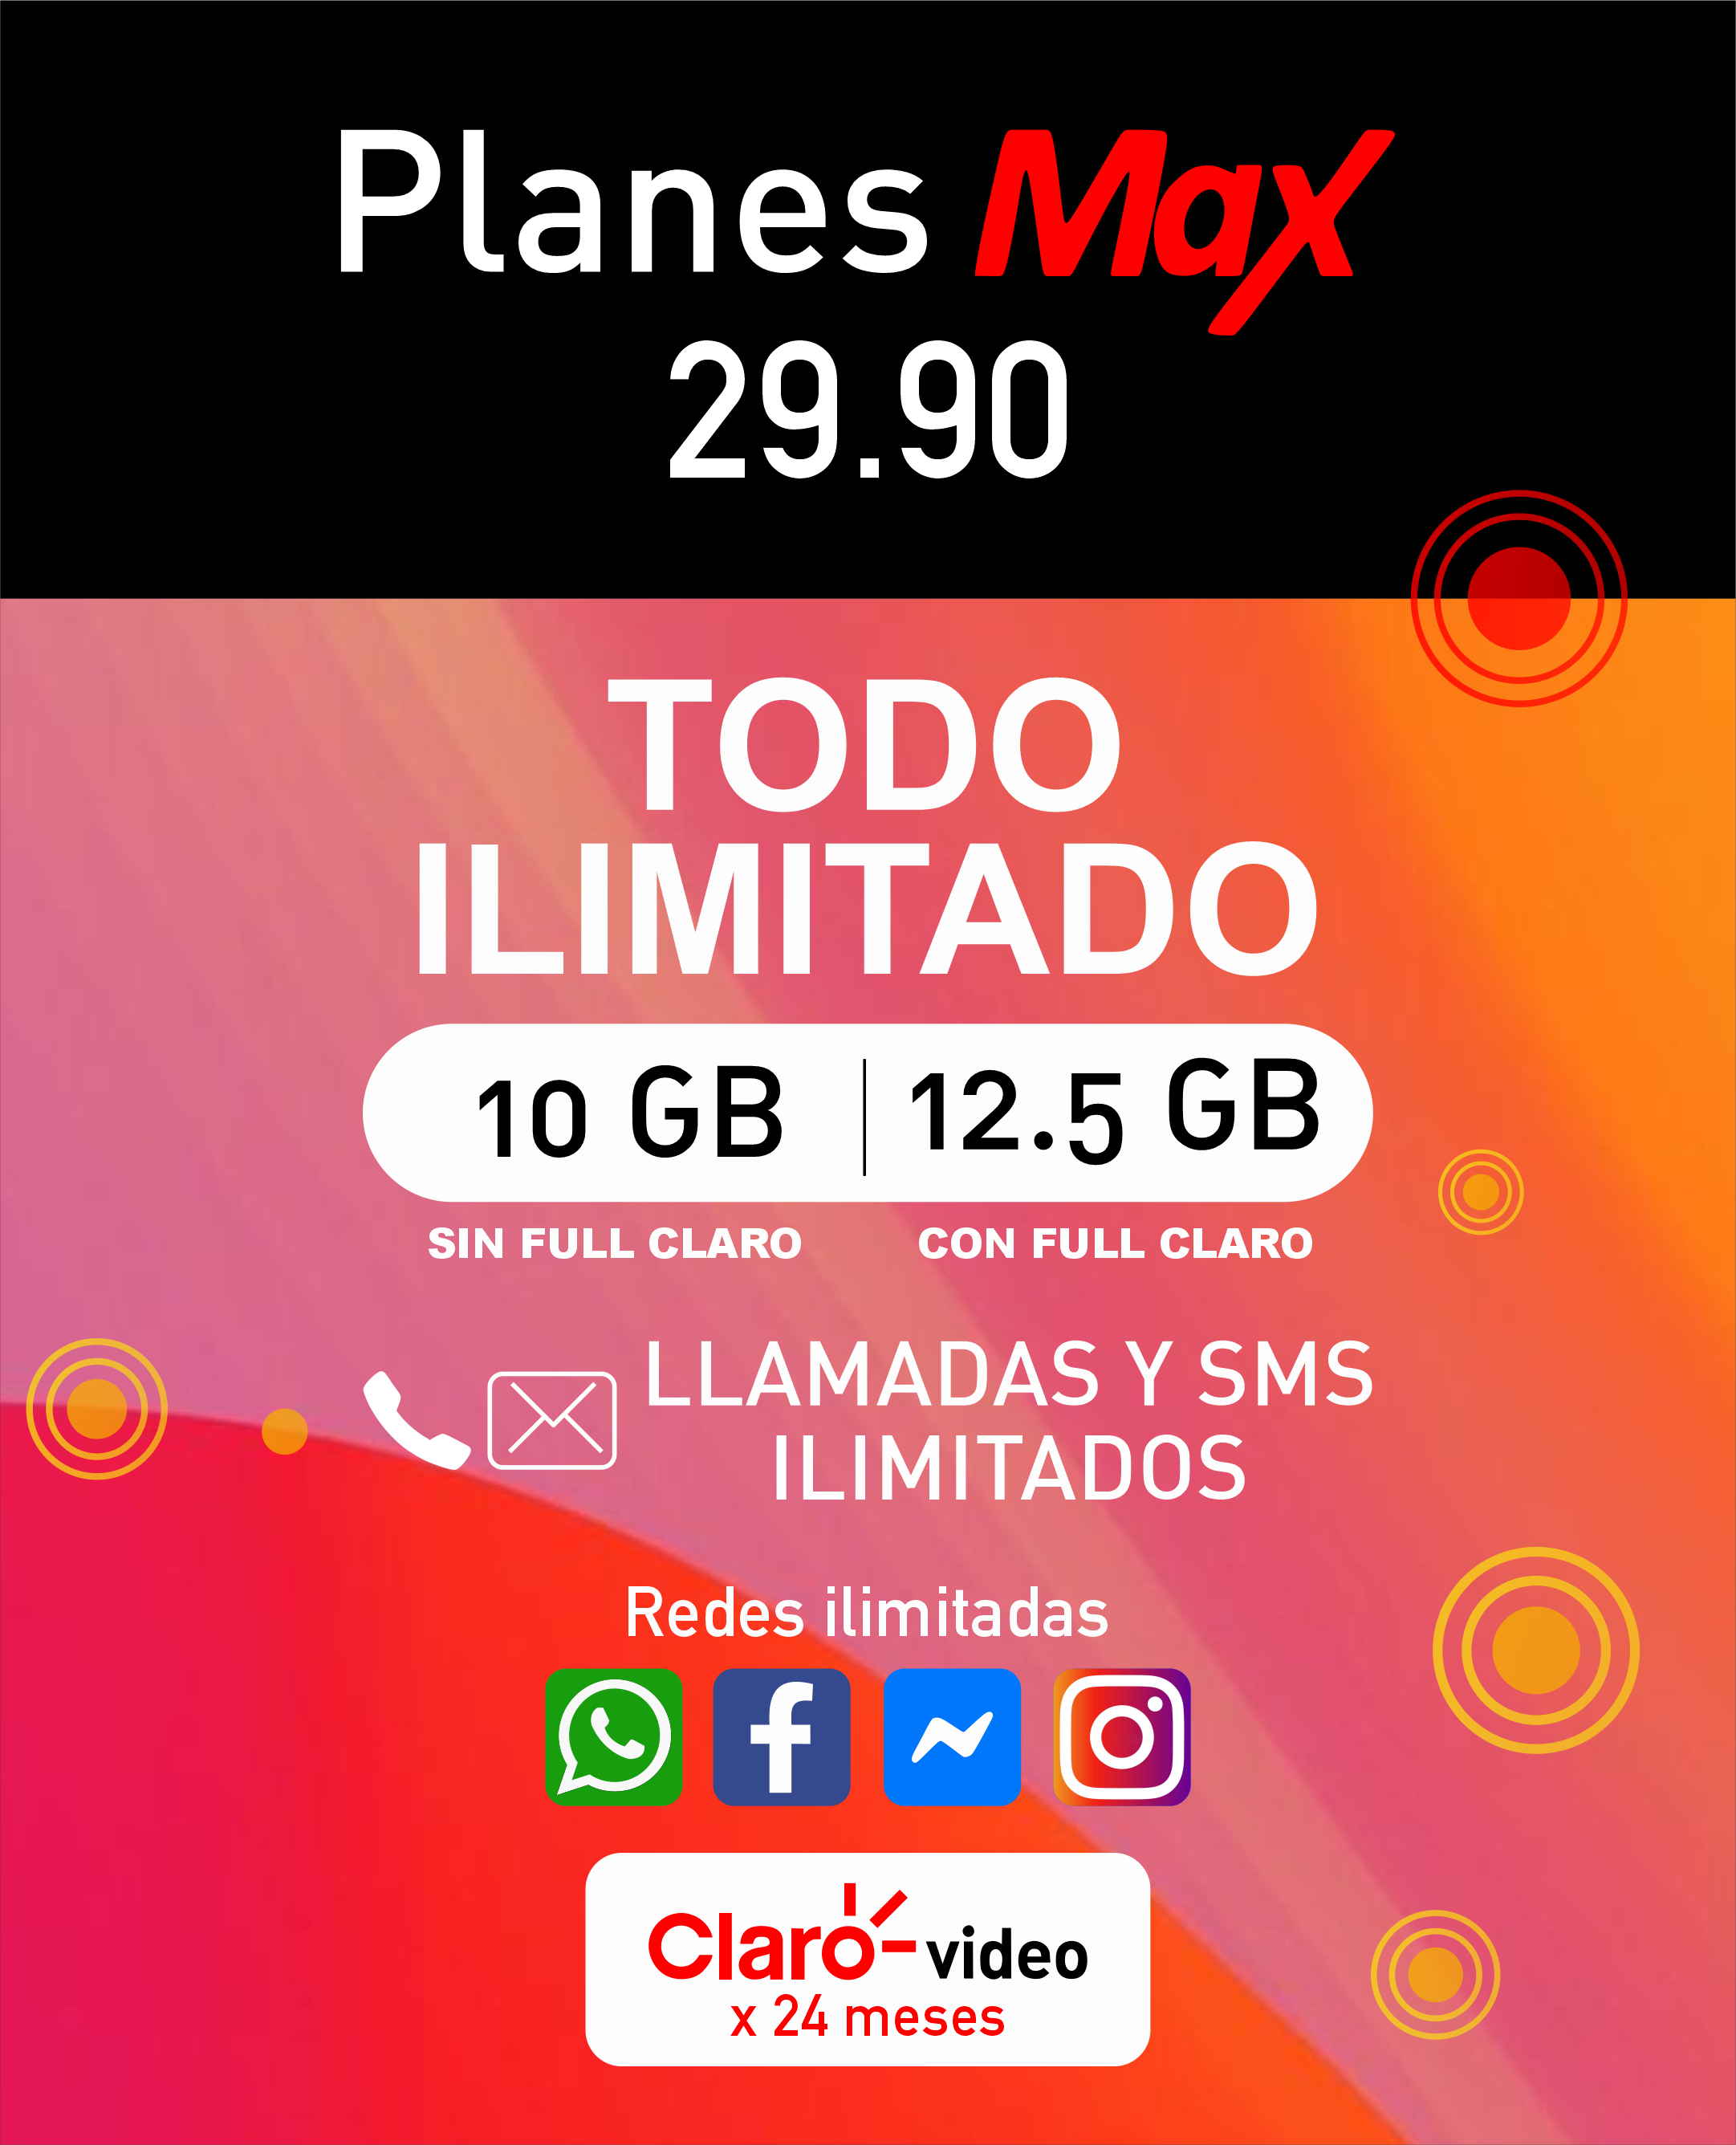 Planes Max
29.90
TODO
ILIMITADO
10 GB | 12.5 GB
SIN FULL CLARO CON FULL CLARO
LLAMADAS Y SMS
ILIMITADOS
Redes ilimitadas
Claro video
x 24 meses